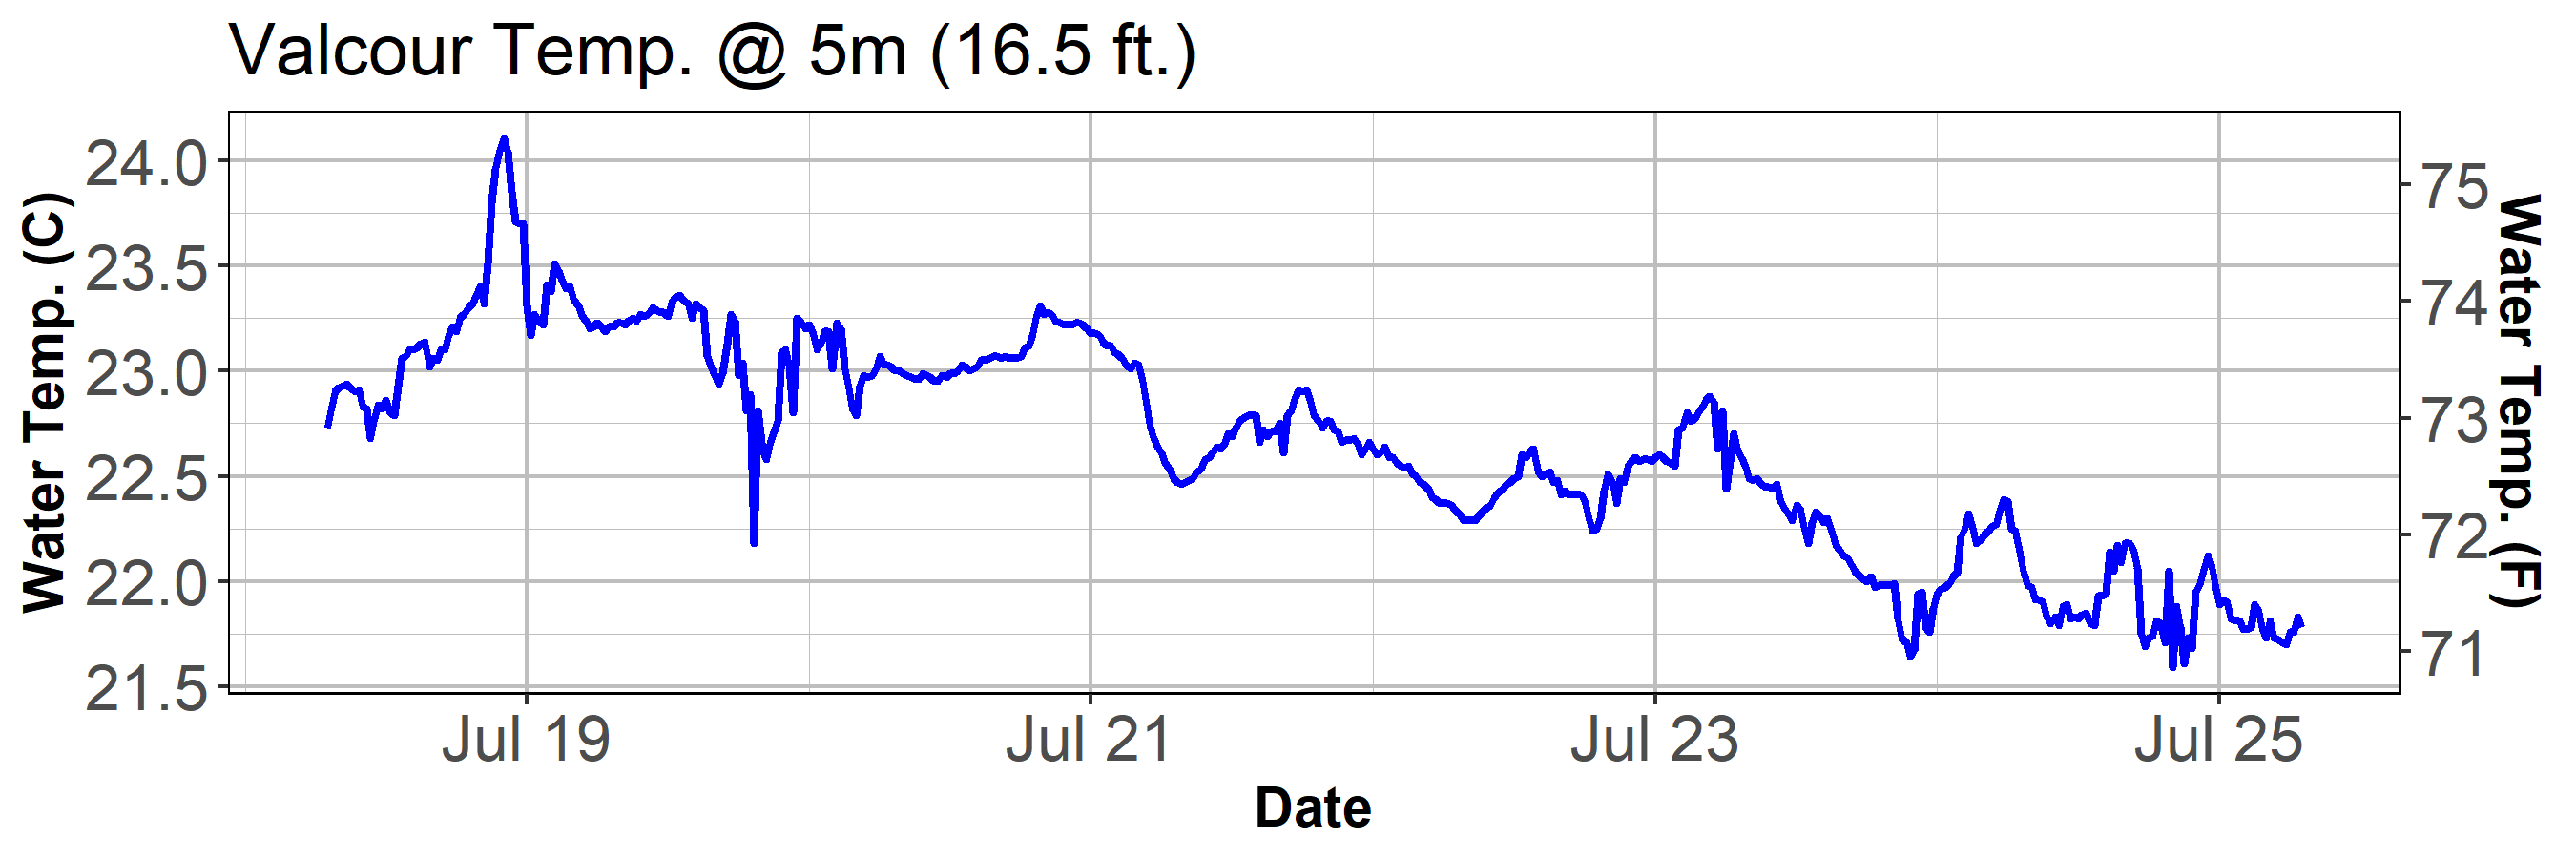 Valcour Temp. @ 5m (16.5 ft.)
Water Temp. (C)
24.0
23.5
23.0
22.5
22.0
21.5
75
74
73
72
71
Water Temp. (F)
Jul 19
Jul 21
Jul 23
Jul 25
Date